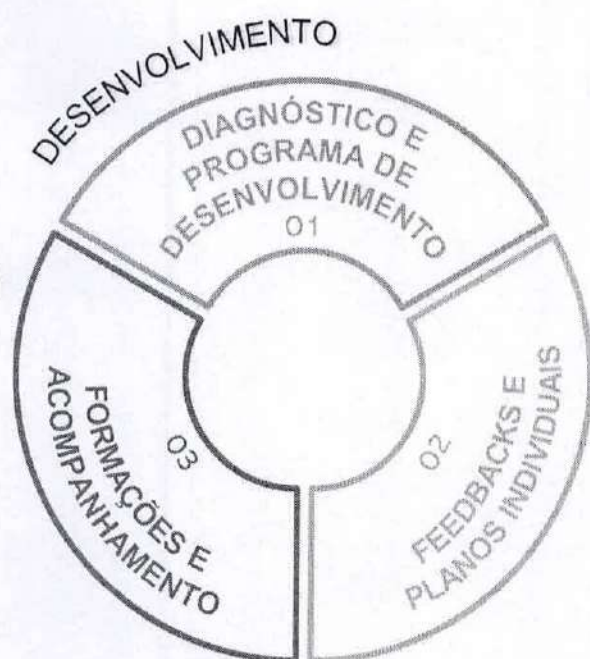 DESENVOLVIMENTO
DIAGNÓSTICO E
PROGRAMA DE
DESENVOLVIMENTO
01
FEEDBACKS E
PLANOS INDIVIDUAIS
02
FORMAÇÕES E
ACOMPANHAMENTO
03